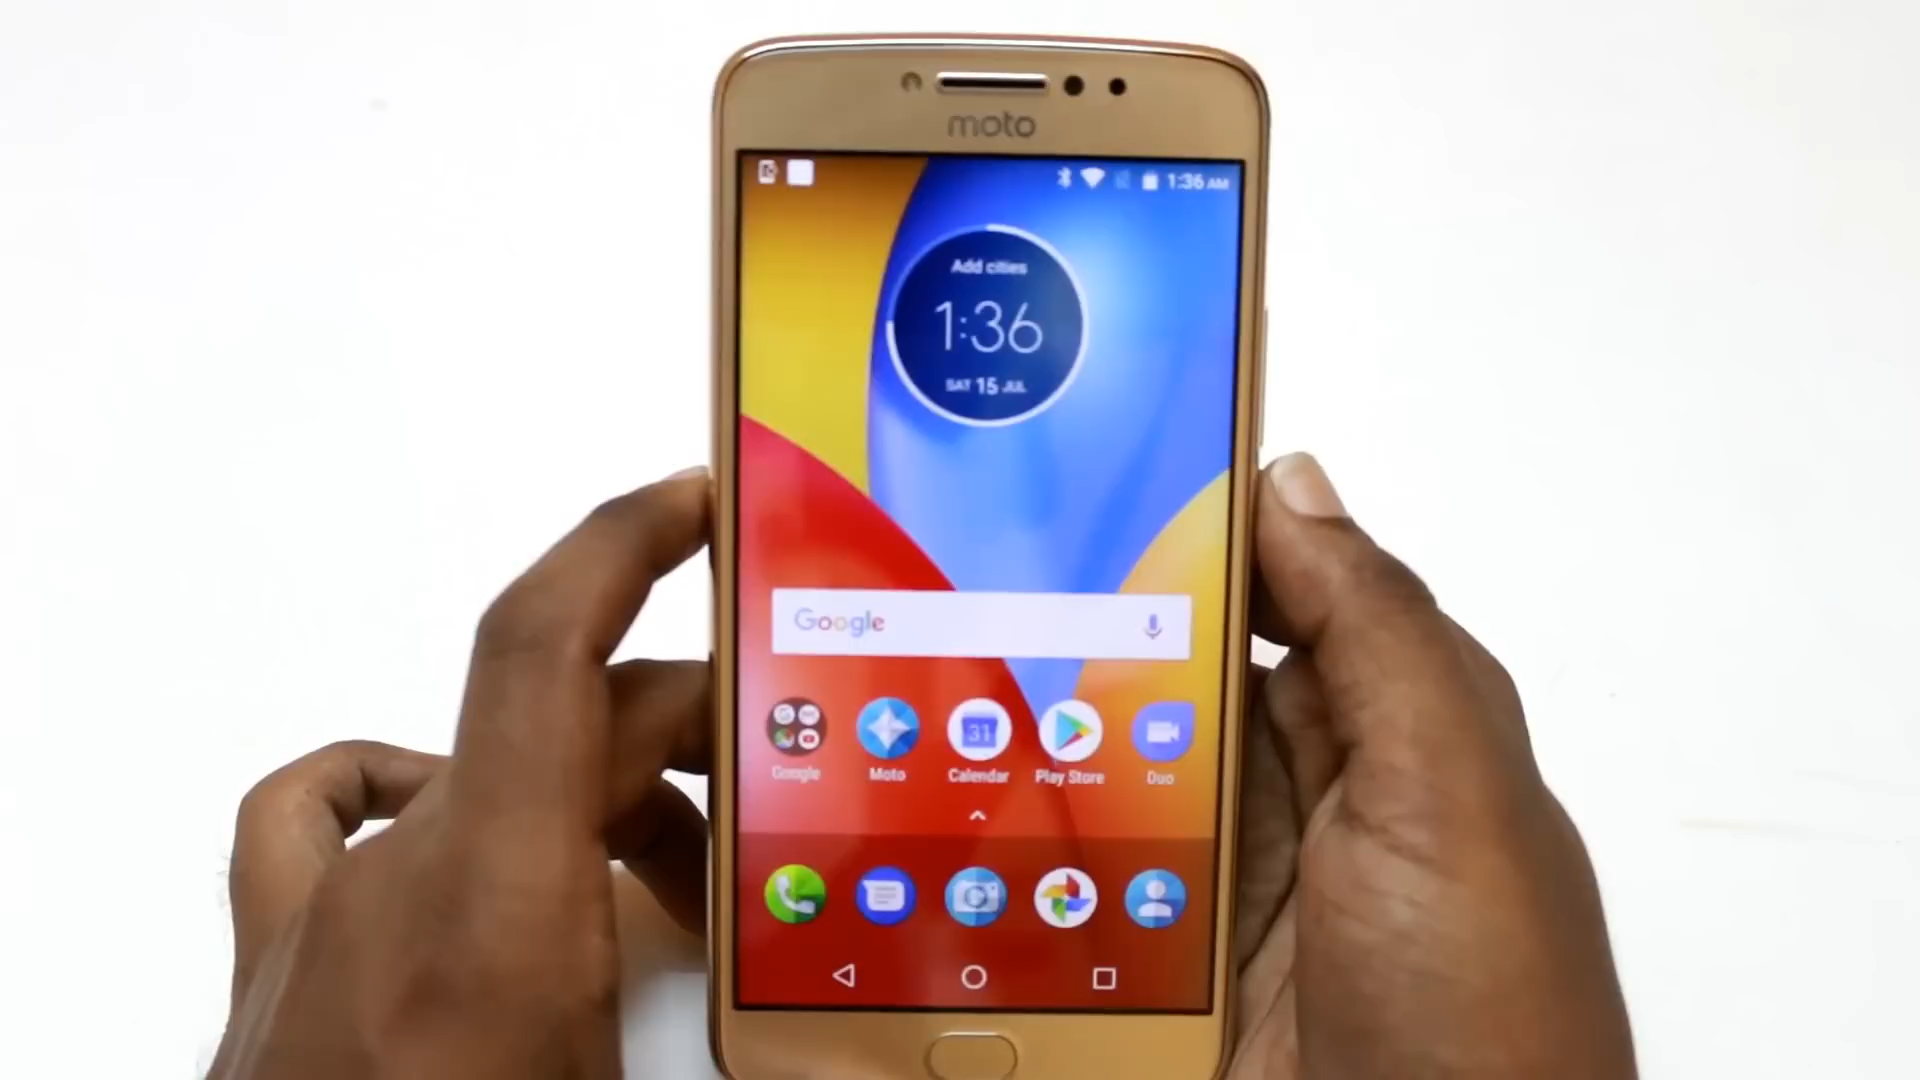 moto
1:36 AM
Add cities
1:36
SAT 15 JUL
Google
31
Google Moto Calendar Play Store Duo